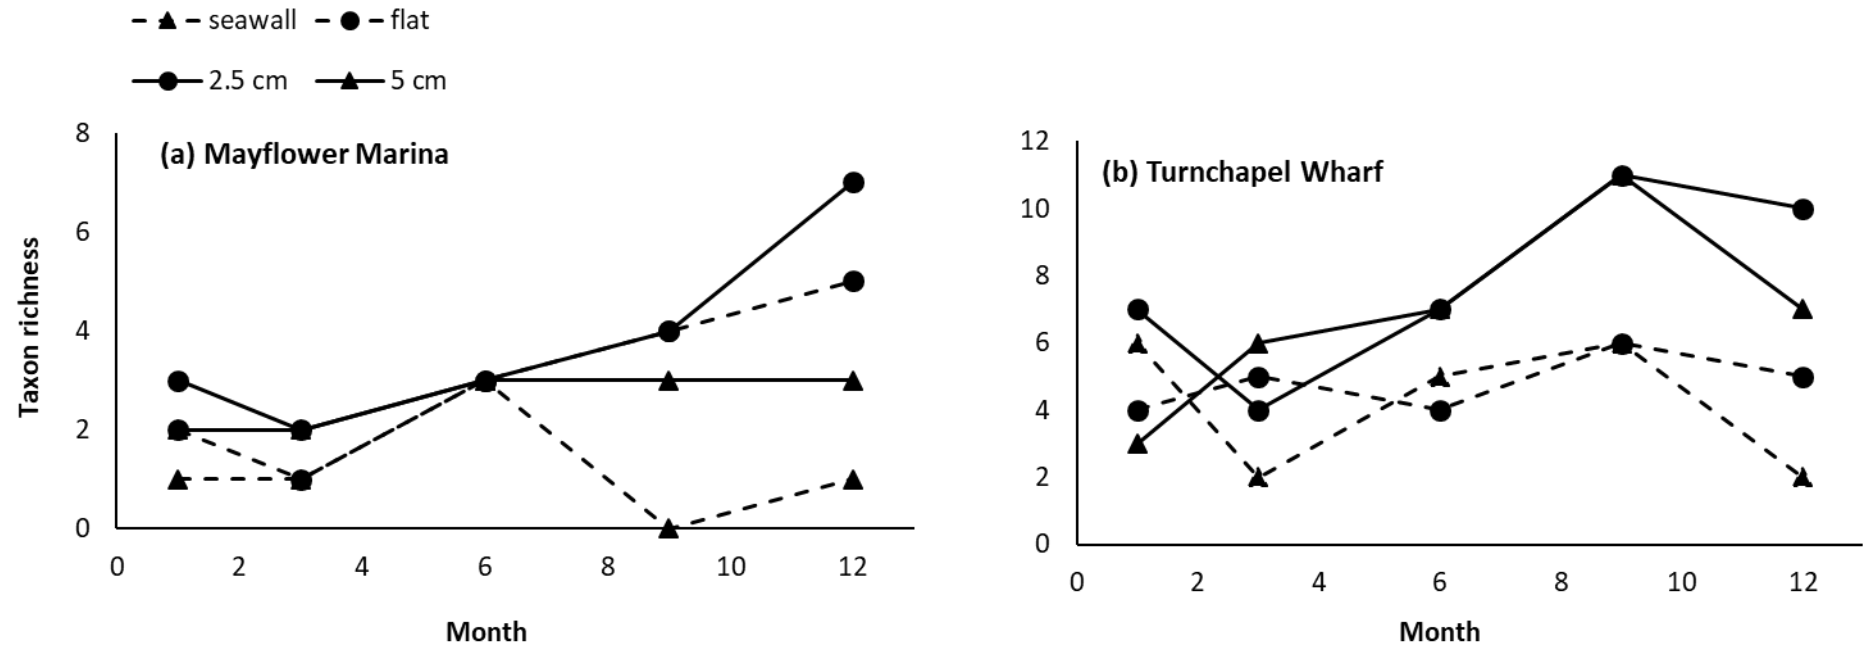 seawall flat
2.5 cm 5 cm
(a) Mayflower Marina
Taxon richness
8
6
4
2
0
0 2 4 6 8 10 12
Month
(b) Turnchapel Wharf
12
10
8
6
4
2
0
0 2 4 6 8 10 12
Month